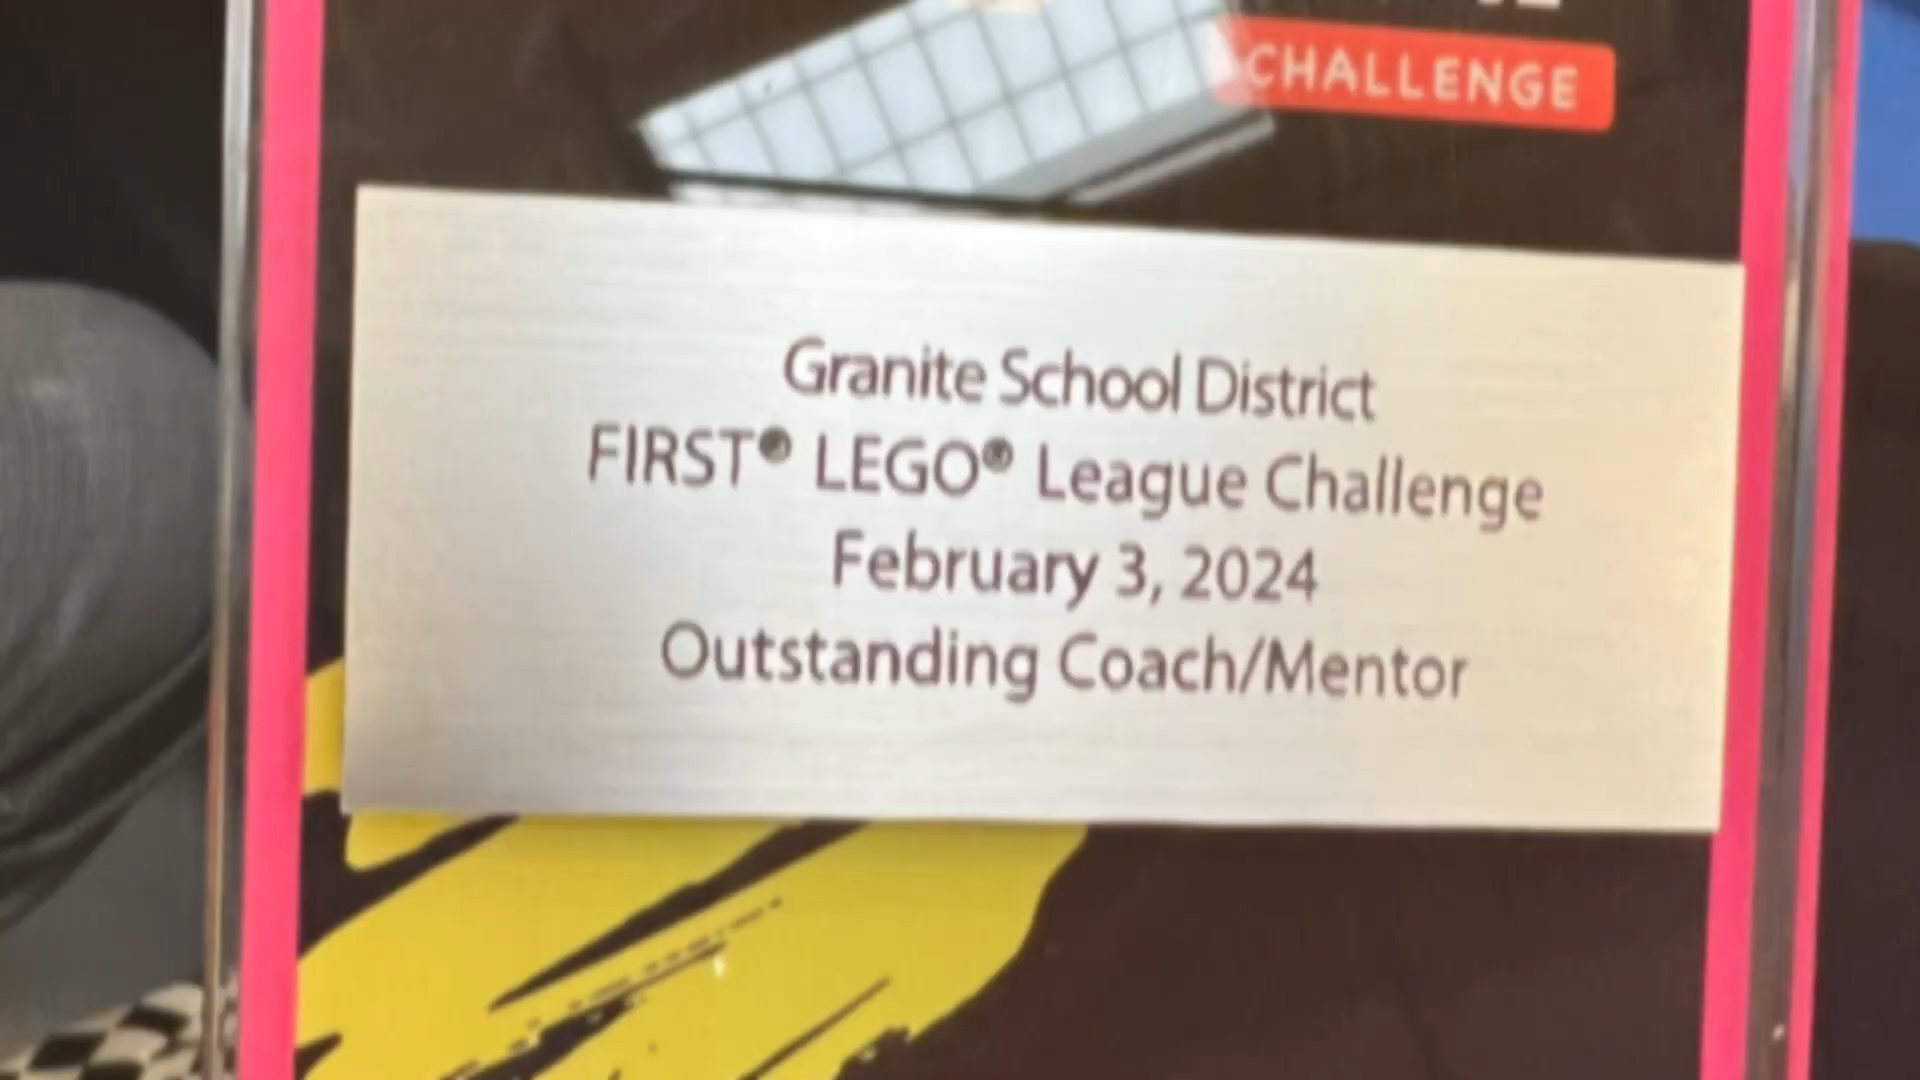 CHALLENGE
Granite School District
FIRST® LEGO® League Challenge
February 3, 2024
Outstanding Coach/Mentor